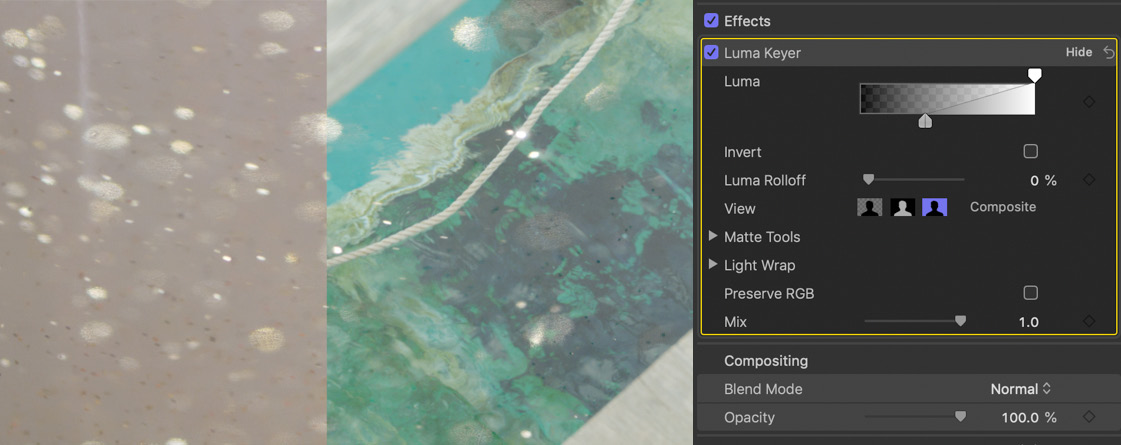 Effects
Luma Keyer Hide
Luma
Invert
Luma Rolloff 0 %
View Composite
Matte Tools
Light Wrap
Preserve RGB
Mix 1.0
Compositing
Blend Mode Normal
Opacity 100.0 %